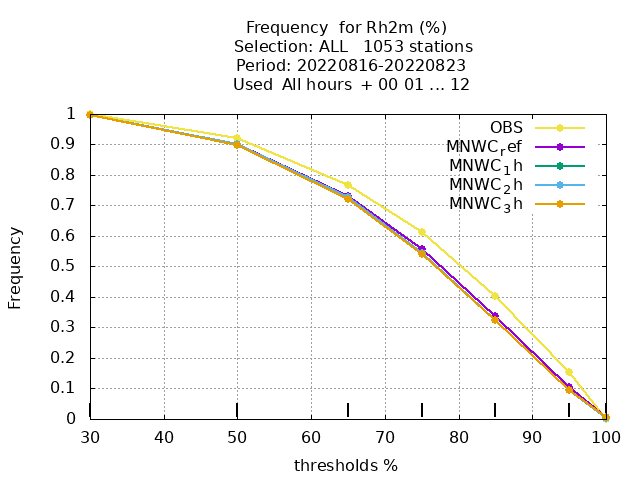 Frequency  for Rh2m (%)
Selection: ALL   1053 stations
Period: 20220816-20220823
Used  All hours  + 00 01 ... 12
OBS
MNWC_ref
MNWC_1h
MNWC_2h
MNWC_3h
Frequency
1
0.9
0.8
0.7
0.6
0.5
0.4
0.3
0.2
0.1
0
30 40 50 60 70 80 90 100
thresholds %